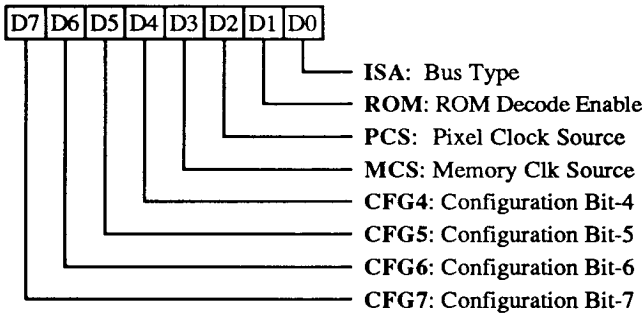 D7 D6 D5 D4 D3 D2 D1 D0
ISA: Bus Type
ROM: ROM Decode Enable
PCS: Pixel Clock Source
MCS: Memory Clk Source
CFG4: Configuration Bit-4
CFG5: Configuration Bit-5
CFG6: Configuration Bit-6
CFG7: Configuration Bit-7